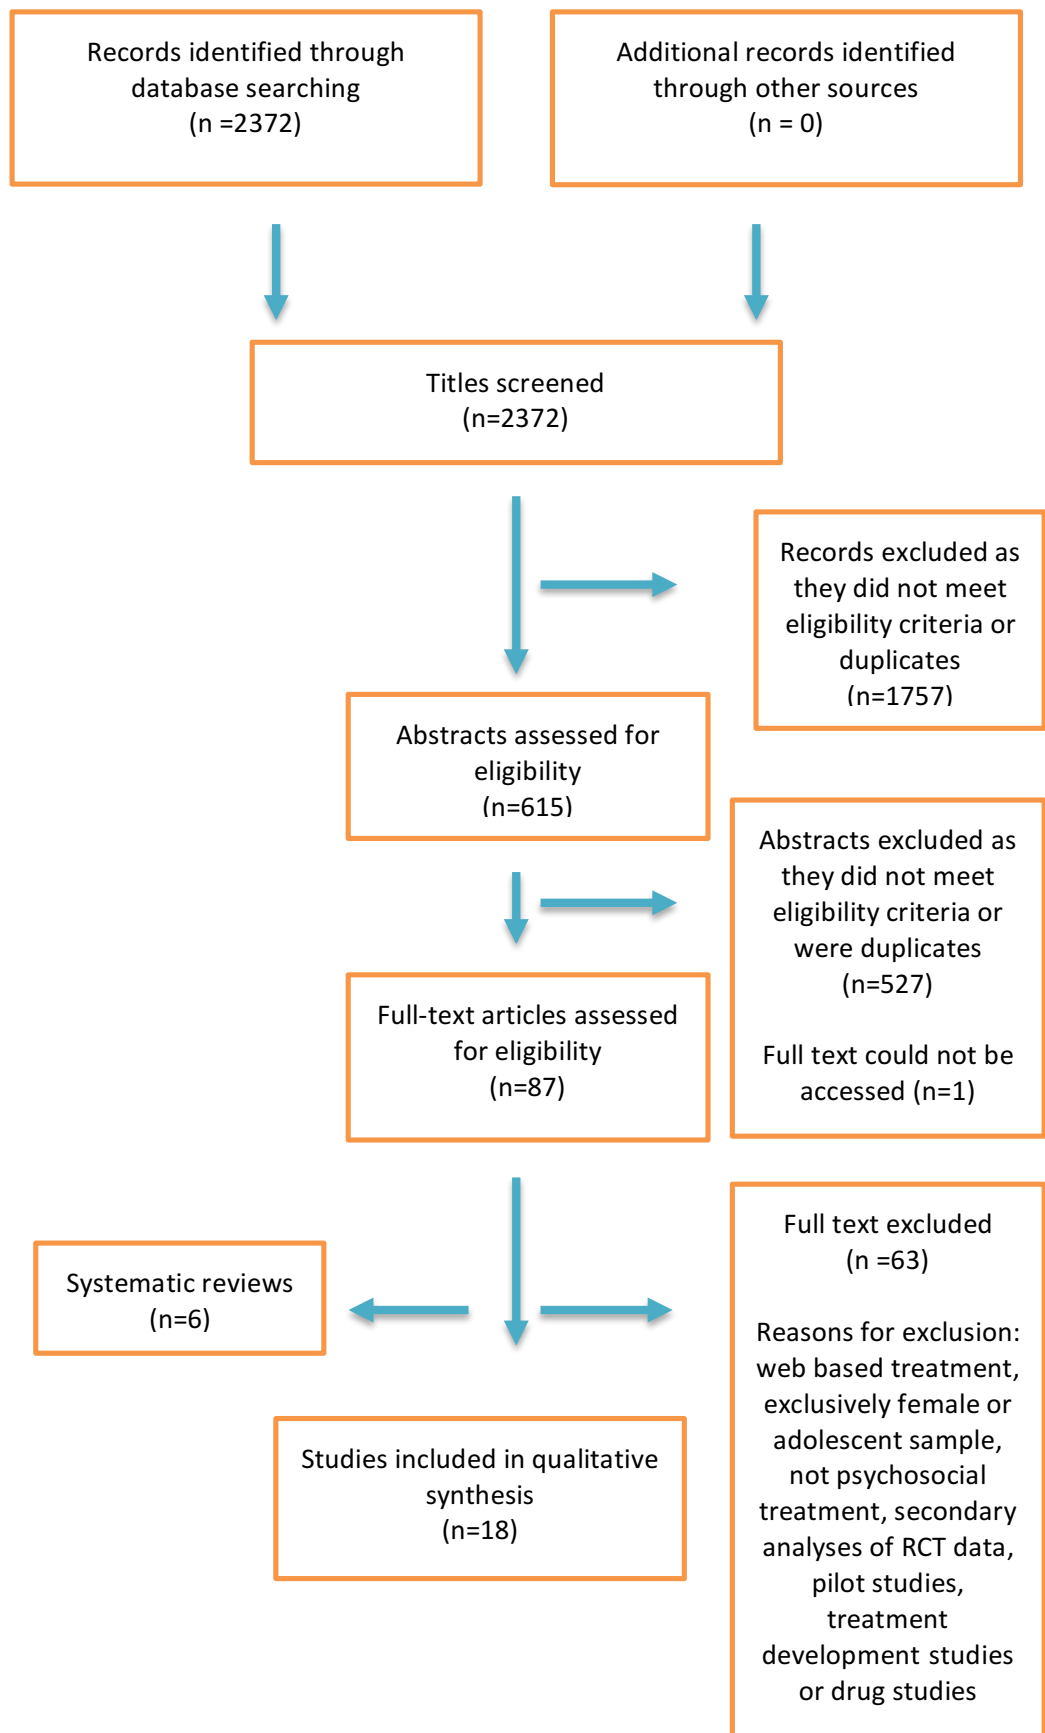 Records identified through
database searching
(n =2372)
Additional records identified
through other sources
(n = 0)
Titles screened
(n=2372)
Records excluded as
they did not meet
eligibility criteria or
duplicates
(n=1757)
Abstracts assessed for
eligibility
(n=615)
Abstracts excluded as
they did not meet
eligibility criteria or
were duplicates
(n=527)
Full text could not be
accessed (n=1)
Full-text articles assessed
for eligibility
(n=87)
Full text excluded
(n =63)
Reasons for exclusion:
web based treatment,
exclusively female or
adolescent sample,
not psychosocial
treatment, secondary
analyses of RCT data,
pilot studies,
treatment
development studies
or drug studies
Systematic reviews
(n=6)
Studies included in qualitative
synthesis
(n=18)